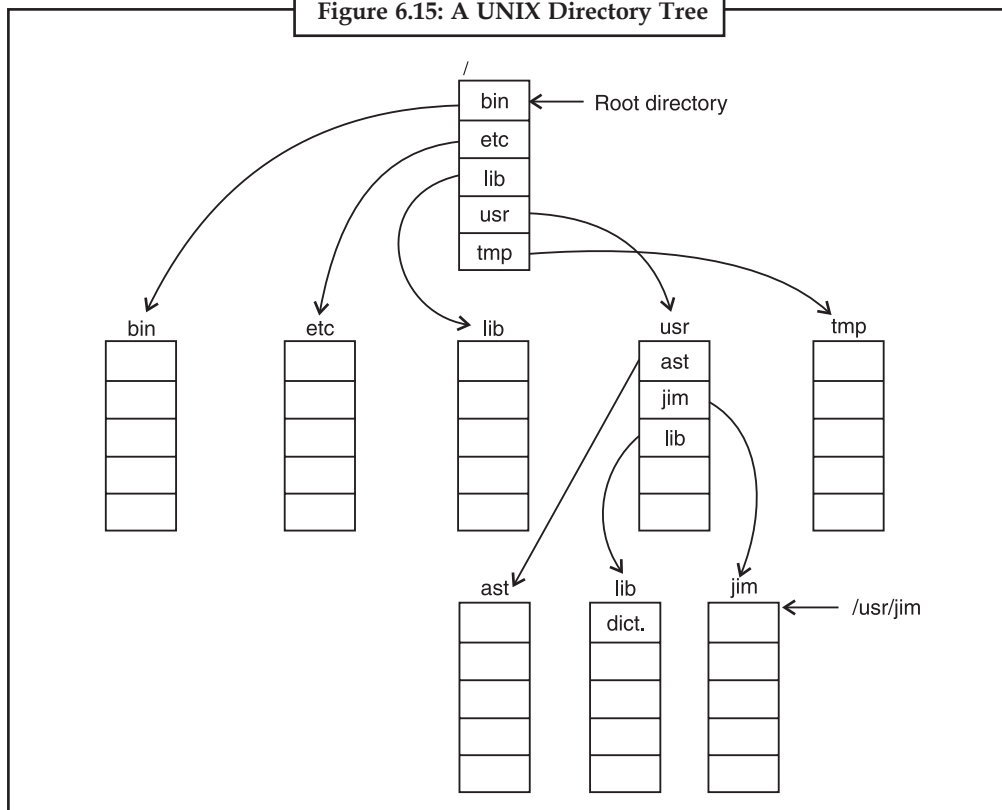 Figure 6.15: A UNIX Directory Tree
/
bin
Root directory
etc
lib
usr
tmp
bin
etc
lib
usr
tmp
ast
jim
lib
ast
lib
jim
dict.
/usr/jim